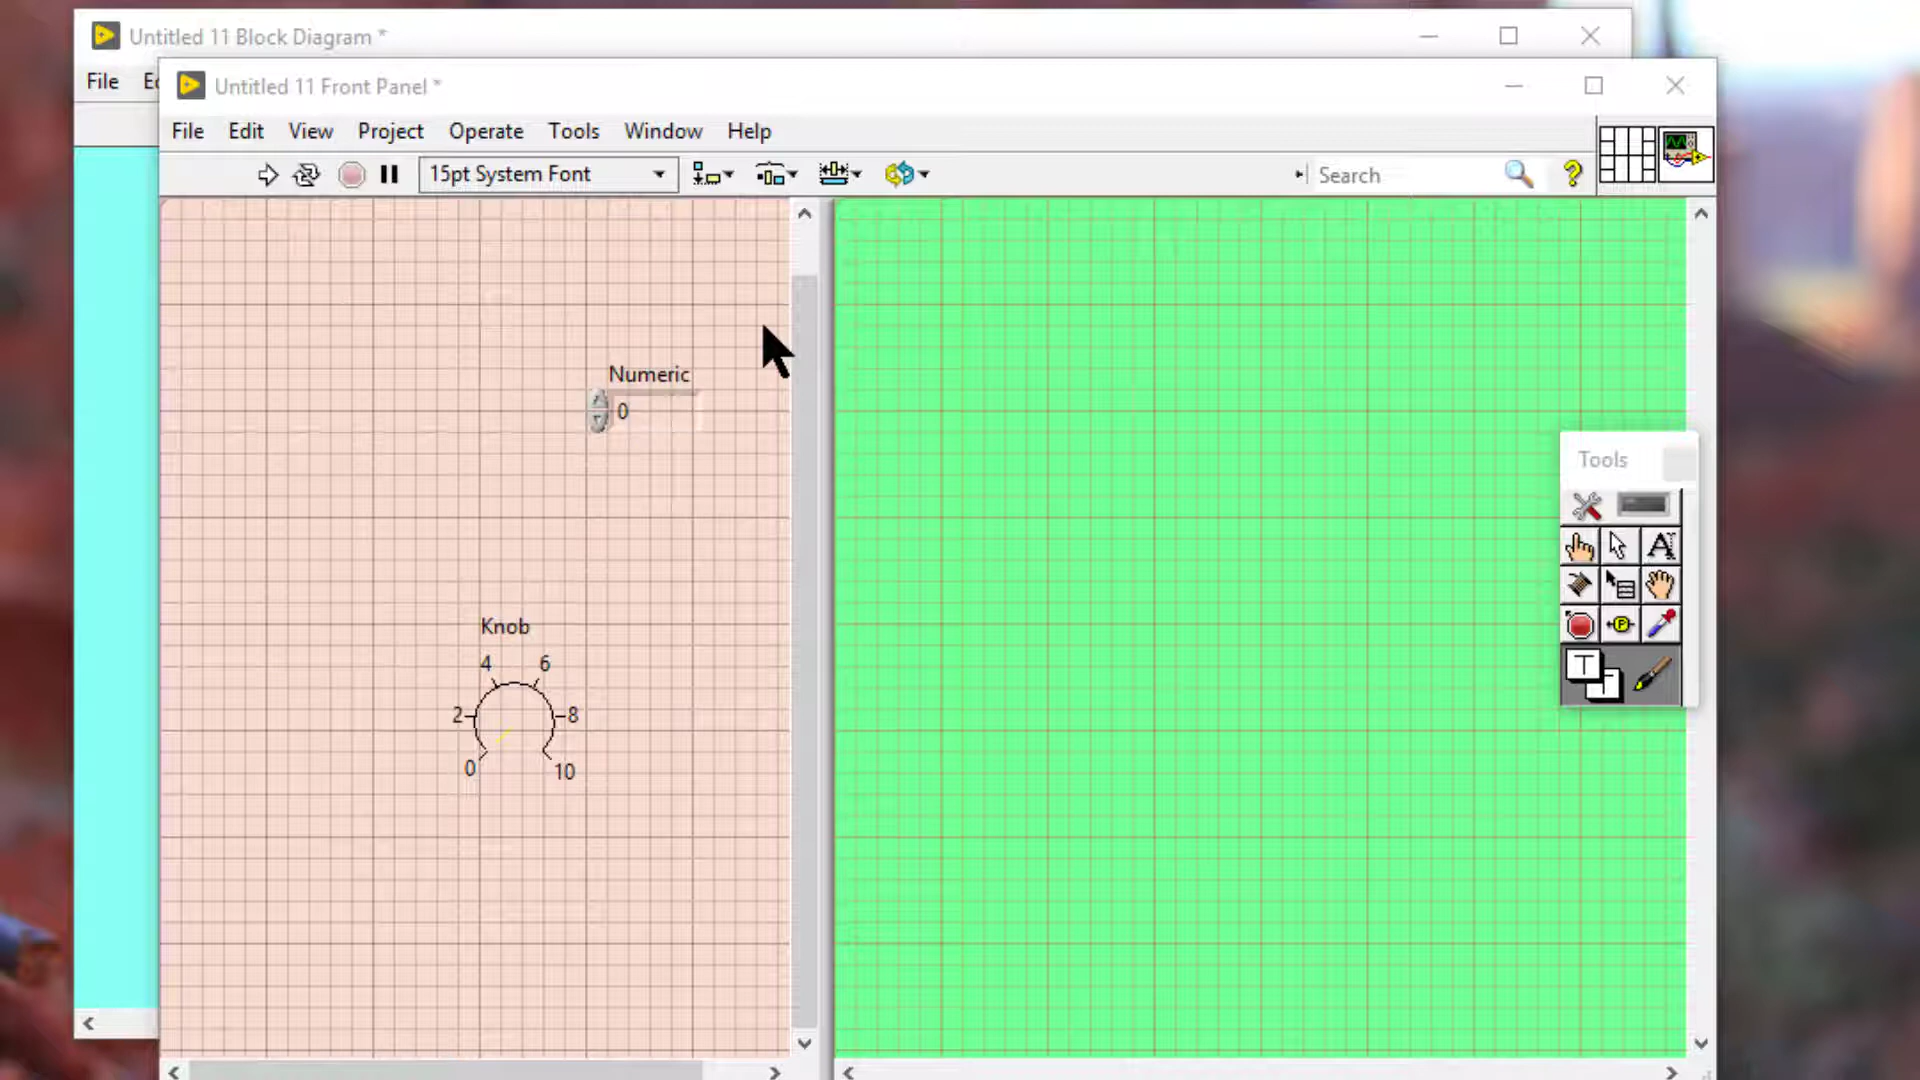 Untitled 11 Block Diagram *
File
Untitled 11 Front Panel *
File Edit View Project Operate Tools Window Help
15pt System Font
Search
Numeric
0
Tools
Knob
4 6
2 8
0 10